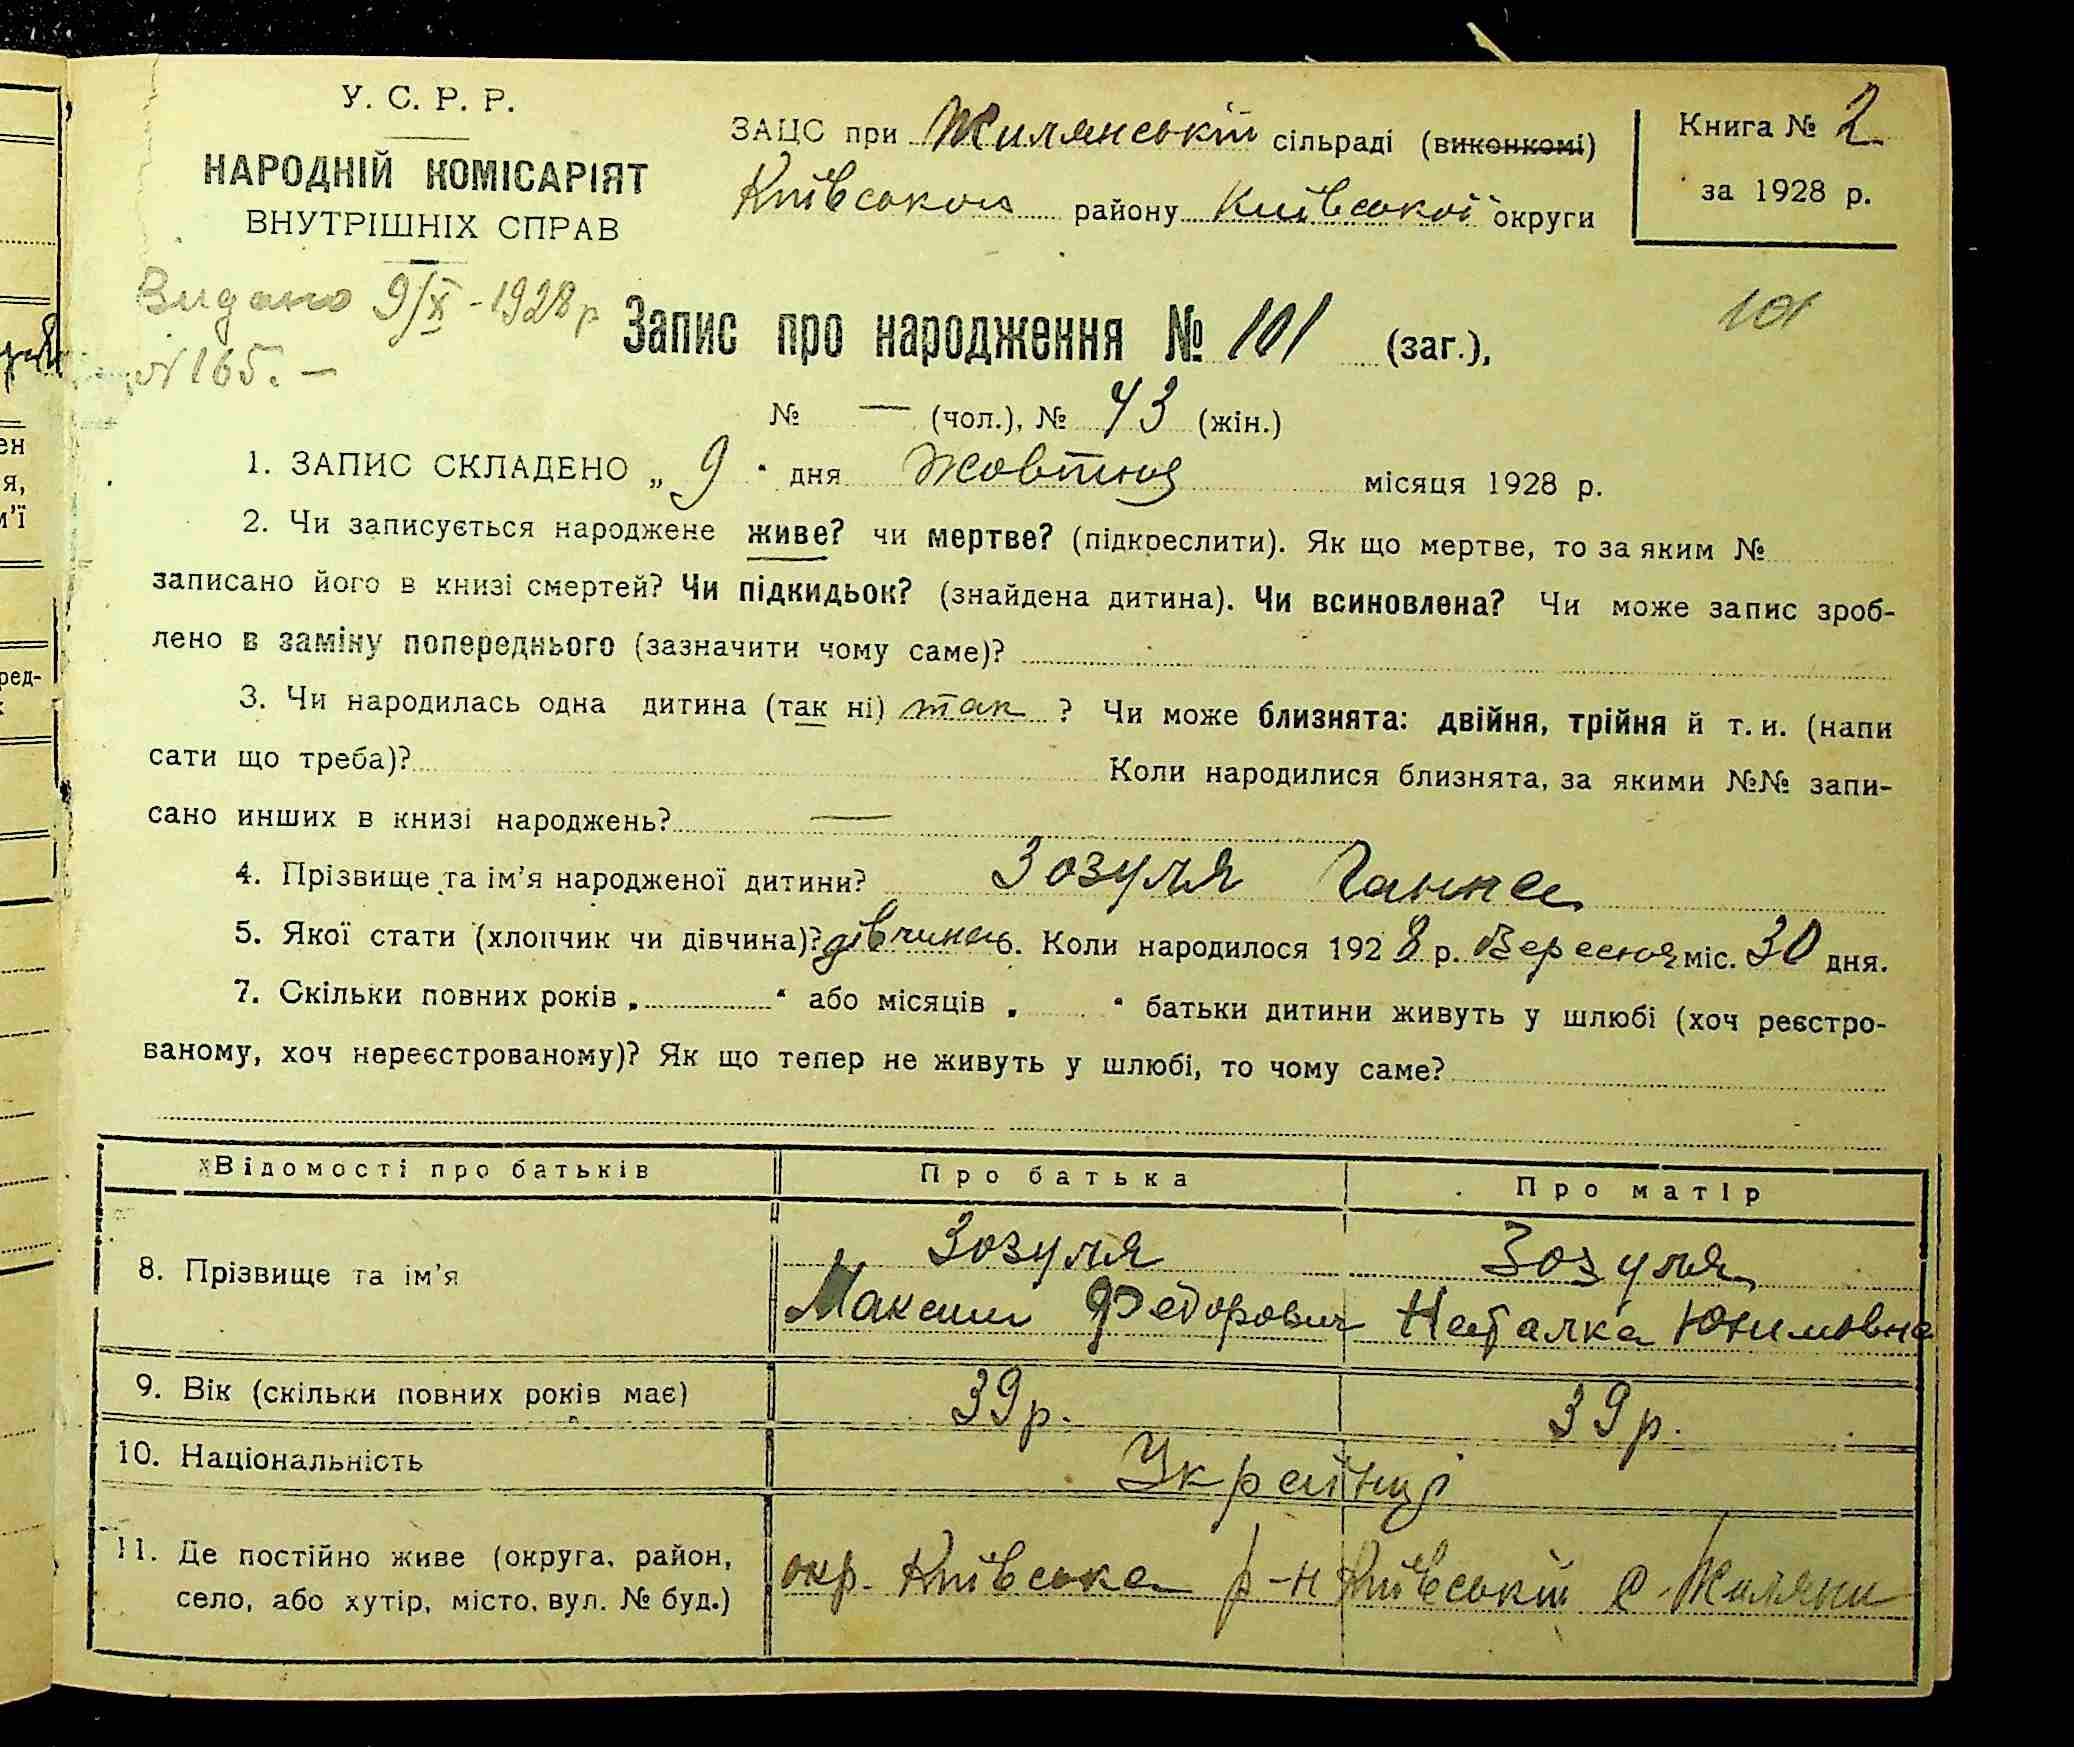 У. С. Р. Р.
НАРОДНІЙ КОМІСАРІЯТ
ВНУТРІШНІХ СПРАВ
ЗАЦС при Жилянській сільраді (виконкомі)
Київського району Київської округи
Книга № 2
за 1928 р.
Видано 9/X - 1928 р
N 165. —
Запис про народження № 101 (заг.),
101
№ — (чол.), № 43 (жін.)
1. ЗАПИС СКЛАДЕНО „ 9 “ дня Жовтня місяця 1928 р.
2. Чи записується народжене живе? чи мертве? (підкреслити). Як що мертве, то за яким №
записано його в книзі смертей? Чи підкидьок? (знайдена дитина). Чи всиновлена? Чи може запис зроб-
лено в заміну попереднього (зазначити чому саме)?
3. Чи народилась одна дитина (так ні) так ? Чи може близнята: двійня, трійня й т. и. (напи
сати що треба)? Коли народилися близнята, за якими №№ запи-
сано инших в книзі народжень? —
4. Прізвище та ім’я народженої дитини? Зозуля Ганна
5. Якої стати (хлопчик чи дівчина)? дівчина 6. Коли народилося 192 8 р. Вересня міс. 30 дня.
7. Скільки повних років „ “ або місяців „ “ батьки дитини живуть у шлюбі (хоч реєстро-
ваному, хоч нереєстрованому)? Як що тепер не живуть у шлюбі, то чому саме?
Відомості про батьків Про батька Про матір
8. Прізвище та ім’я Зозуля Зозуля
Максим Федорович Наталка Юхимовна
9. Вік (скільки повних років має) 39 р. 39 р.
10. Національність Українці
11. Де постійно живе (округа, район,
село, або хутір, місто, вул. № буд.) окр. Київська р-н Київській с. Жиляни
ен
я,
м’ї
ред-